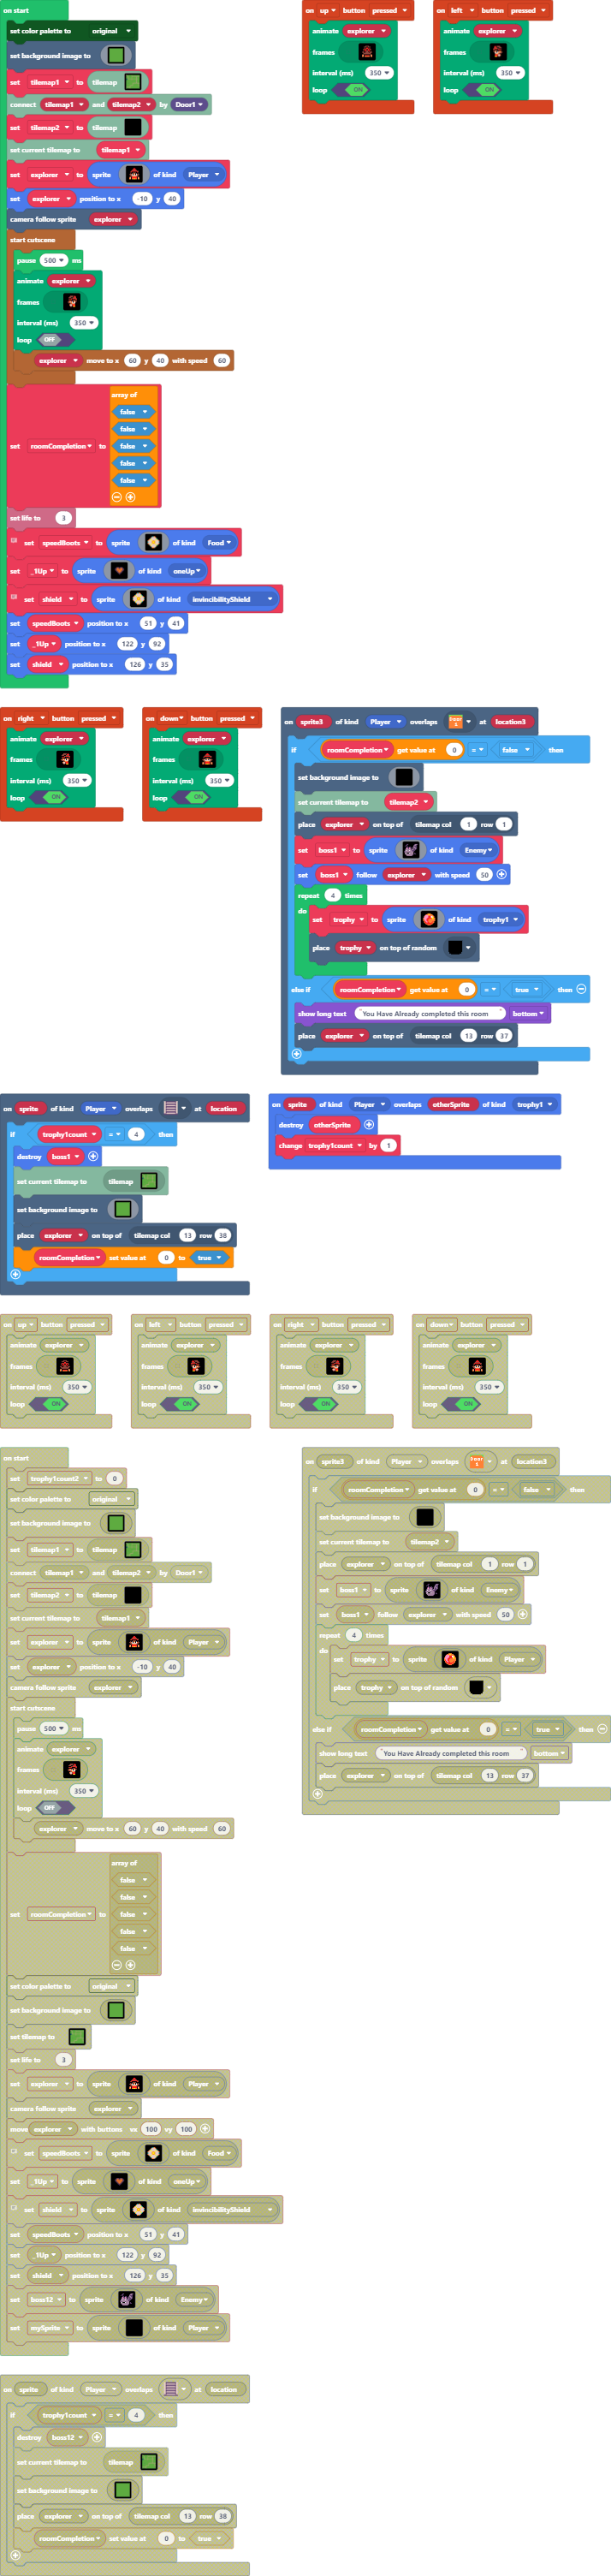 on start
set color palette to original
set background image to
set tilemap1 to tilemap
connect tilemap1 and tilemap2 by Door1
set tilemap2 to tilemap
set current tilemap to tilemap1
set explorer to sprite of kind Player
set explorer position to x -10 y 40
camera follow sprite explorer
start cutscene
pause 500 ms
animate explorer
frames
interval (ms) 350
loop OFF
explorer move to x 60 y 40 with speed 60
set roomCompletion to array of
false
false
false
false
false
set life to 3
set speedBoots to sprite of kind Food
set _1Up to sprite of kind oneUp
set shield to sprite of kind invincibilityShield
set speedBoots position to x 51 y 41
set _1Up position to x 122 y 92
set shield position to x 126 y 35
on up button pressed
animate explorer
frames
interval (ms) 350
loop ON
on left button pressed
animate explorer
frames
interval (ms) 350
loop ON
on right button pressed
animate explorer
frames
interval (ms) 350
loop ON
on down button pressed
animate explorer
frames
interval (ms) 350
loop ON
on sprite3 of kind Player overlaps at location3
if roomCompletion get value at 0 = false then
set background image to
set current tilemap to tilemap2
place explorer on top of tilemap col 1 row 1
set boss1 to sprite of kind Enemy
set boss1 follow explorer with speed 50
repeat 4 times
do
set trophy to sprite of kind trophy1
place trophy on top of random
else if roomCompletion get value at 0 = true then
show long text "You Have Already completed this room" bottom
place explorer on top of tilemap col 13 row 37
on sprite of kind Player overlaps at location
if trophy1count = 4 then
destroy boss1
set current tilemap to tilemap
set background image to
place explorer on top of tilemap col 13 row 38
roomCompletion set value at 0 to true
on sprite of kind Player overlaps otherSprite of kind trophy1
destroy otherSprite
change trophy1count by 1
on up button pressed
animate explorer
frames
interval (ms) 350
loop ON
on left button pressed
animate explorer
frames
interval (ms) 350
loop ON
on right button pressed
animate explorer
frames
interval (ms) 350
loop ON
on down button pressed
animate explorer
frames
interval (ms) 350
loop ON
on start
set trophy1count2 to 0
set color palette to original
set background image to
set tilemap1 to tilemap
connect tilemap1 and tilemap2 by Door1
set tilemap2 to tilemap
set current tilemap to tilemap1
set explorer to sprite of kind Player
set explorer position to x -10 y 40
camera follow sprite explorer
start cutscene
pause 500 ms
animate explorer
frames
interval (ms) 350
loop OFF
explorer move to x 60 y 40 with speed 60
set roomCompletion to array of
false
false
false
false
false
set color palette to original
set background image to
set tilemap to
set life to 3
set explorer to sprite of kind Player
camera follow sprite explorer
move explorer with buttons vx 100 vy 100
set speedBoots to sprite of kind Food
set _1Up to sprite of kind oneUp
set shield to sprite of kind invincibilityShield
set speedBoots position to x 51 y 41
set _1Up position to x 122 y 92
set shield position to x 126 y 35
set boss12 to sprite of kind Enemy
set mySprite to sprite of kind Player
on sprite3 of kind Player overlaps at location3
if roomCompletion get value at 0 = false then
set background image to
set current tilemap to tilemap2
place explorer on top of tilemap col 1 row 1
set boss1 to sprite of kind Enemy
set boss1 follow explorer with speed 50
repeat 4 times
do
set trophy to sprite of kind Player
place trophy on top of random
else if roomCompletion get value at 0 = true then
show long text "You Have Already completed this room" bottom
place explorer on top of tilemap col 13 row 37
on sprite of kind Player overlaps at location
if trophy1count = 4 then
destroy boss12
set current tilemap to tilemap
set background image to
place explorer on top of tilemap col 13 row 38
roomCompletion set value at 0 to true